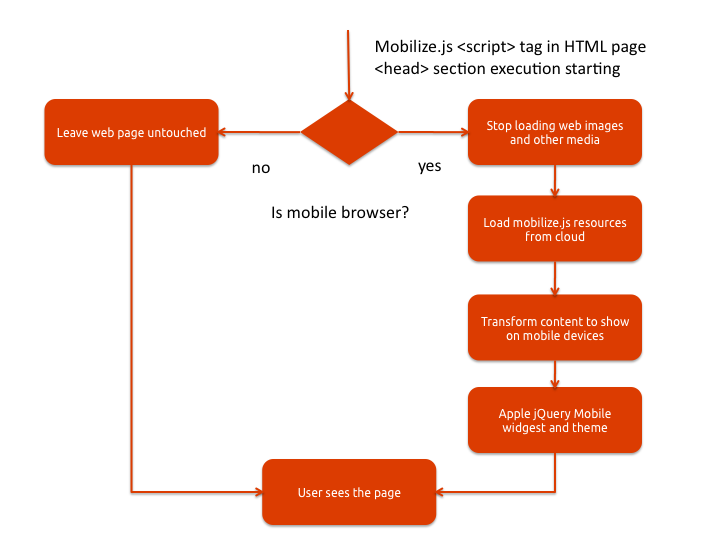 Mobilize.js <script> tag in HTML page
<head> section execution starting
Leave web page untouched
Stop loading web images
and other media
no
yes
Is mobile browser?
Load mobilize.js resources
from cloud
Transform content to show
on mobile devices
Apple jQuery Mobile
widgest and theme
User sees the page